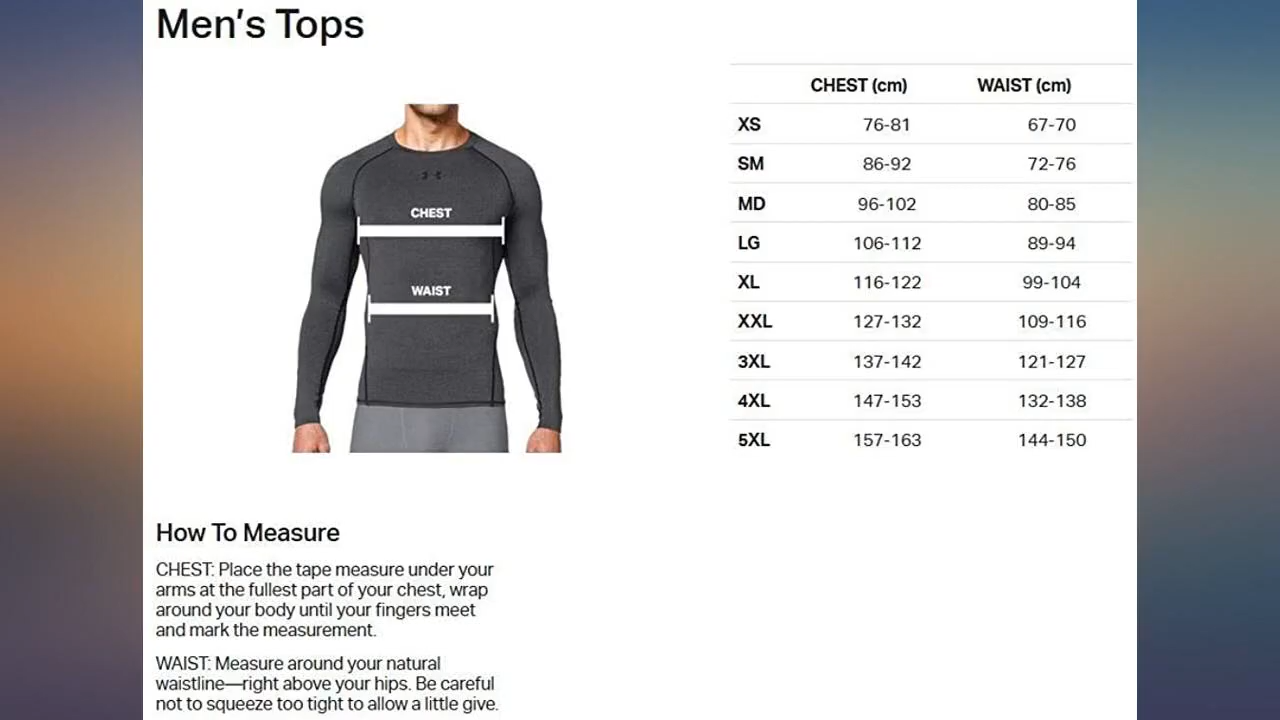 Men's Tops
CHEST (cm) WAIST (cm)
XS 76-81 67-70
SM 86-92 72-76
MD 96-102 80-85
LG 106-112 89-94
XL 116-122 99-104
XXL 127-132 109-116
3XL 137-142 121-127
4XL 147-153 132-138
5XL 157-163 144-150
CHEST
WAIST
How To Measure
CHEST: Place the tape measure under your
arms at the fullest part of your chest, wrap
around your body until your fingers meet
and mark the measurement.
WAIST: Measure around your natural
waistline—right above your hips. Be careful
not to squeeze too tight to allow a little give.